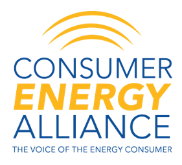 CONSUMER
ENERGY
ALLIANCE
THE VOICE OF THE ENERGY CONSUMER